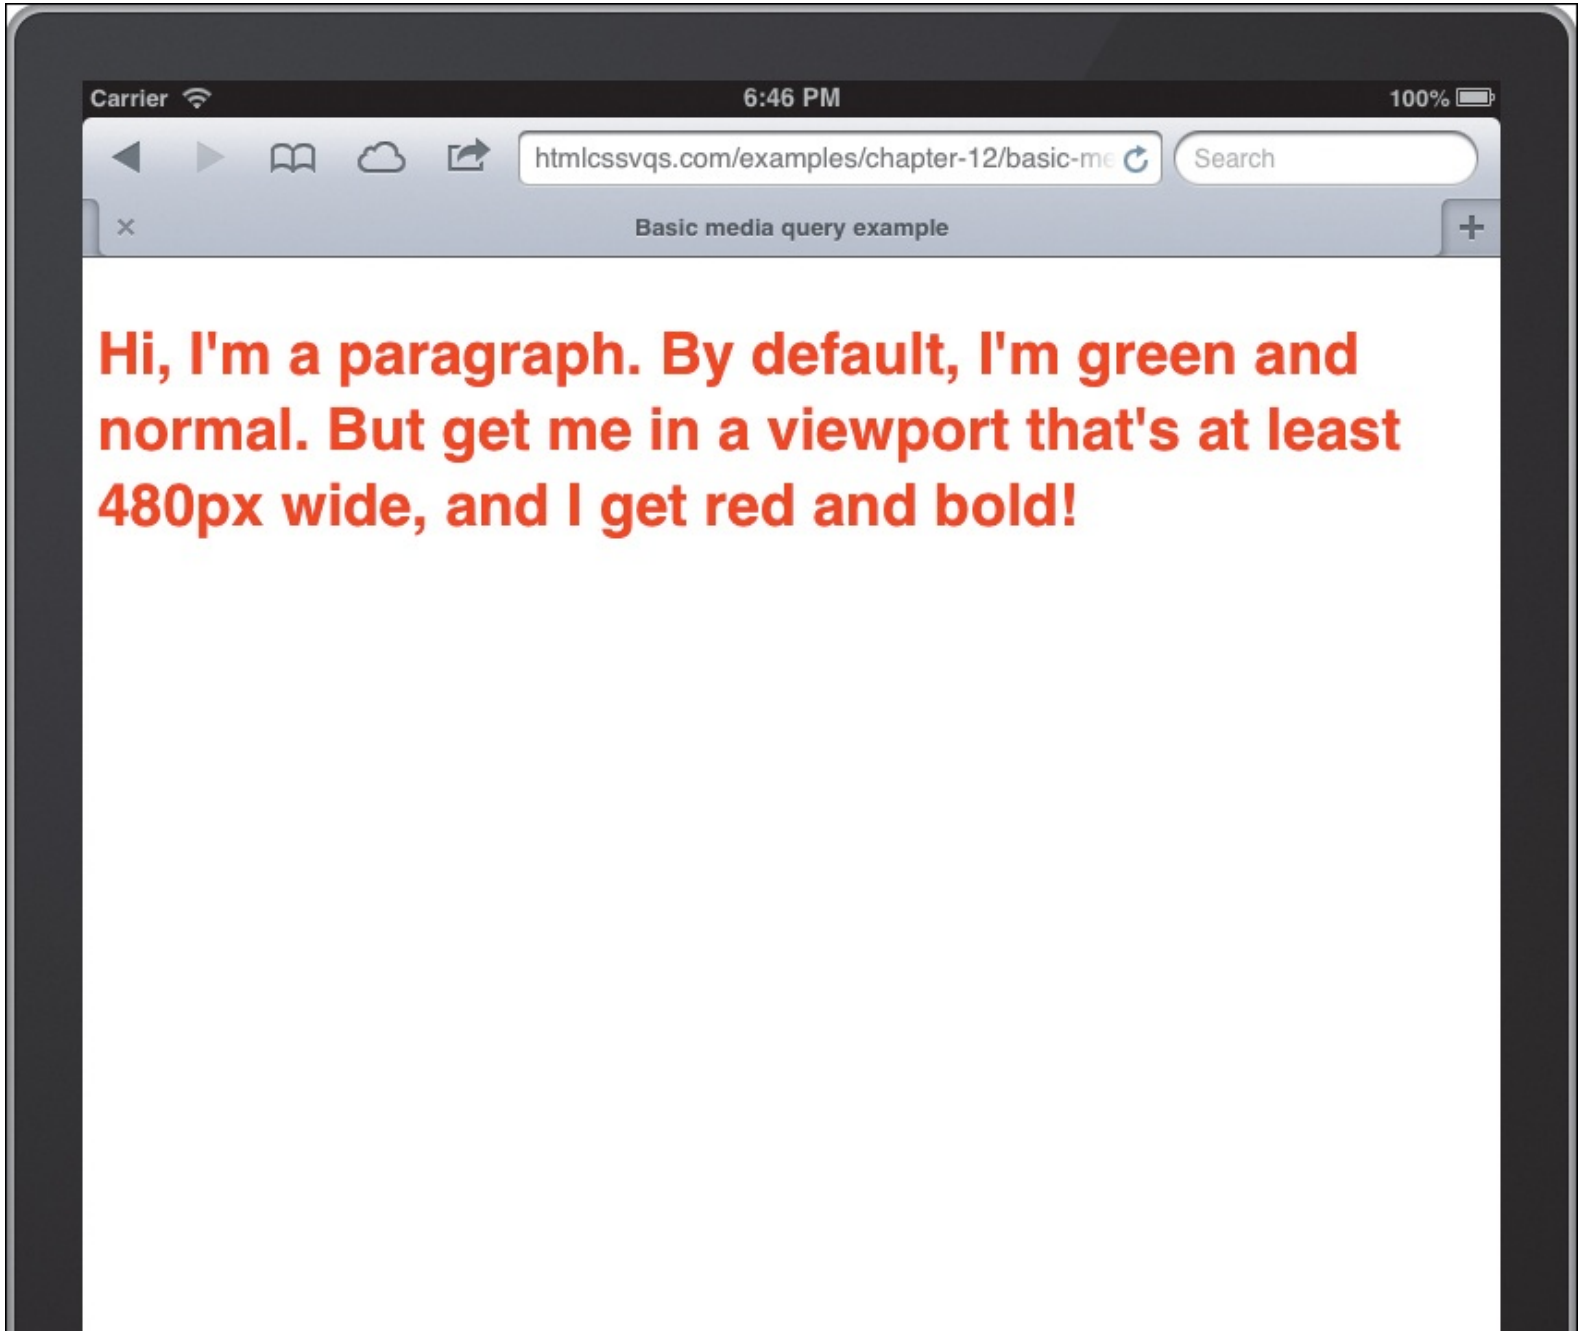 Carrier 6:46 PM 100%
htmlcssvqs.com/examples/chapter-12/basic-me Search
Basic media query example
Hi, I'm a paragraph. By default, I'm green and
normal. But get me in a viewport that's at least
480px wide, and I get red and bold!